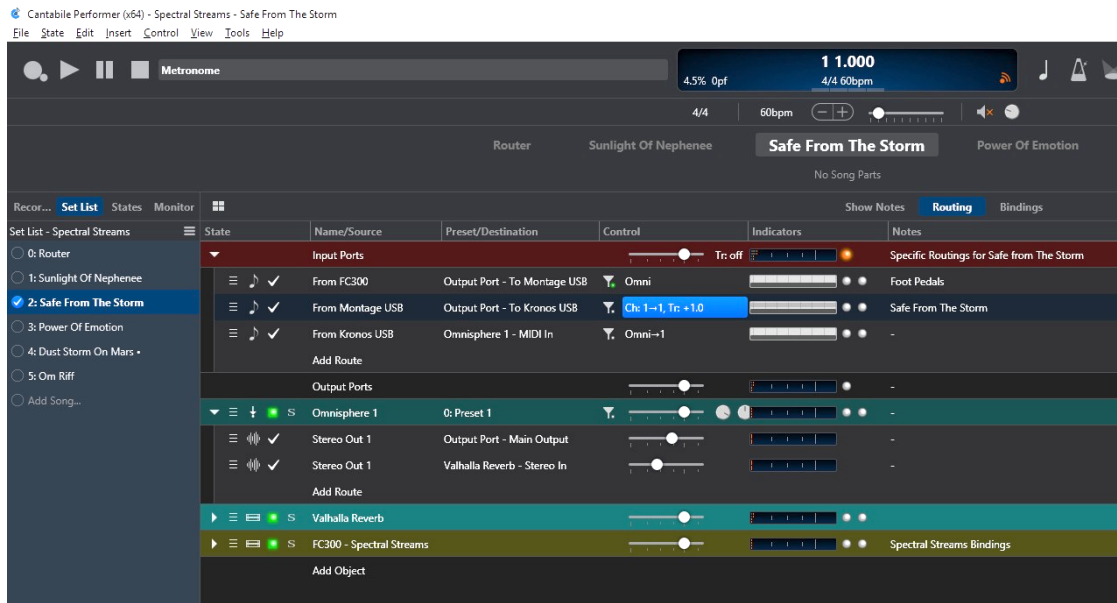 Cantabile Performer (x64) - Spectral Streams - Safe From The Storm
File State Edit Insert Control View Tools Help
Metronome
1 1.000
4.5% 0pf 4/4 60bpm
4/4 60bpm
Router Sunlight Of Nephenee Safe From The Storm Power Of Emotion
No Song Parts
Recor... Set List States Monitor Show Notes Routing Bindings
Set List - Spectral Streams
0: Router
1: Sunlight Of Nephenee
2: Safe From The Storm
3: Power Of Emotion
4: Dust Storm On Mars •
5: Om Riff
Add Song...
State Name/Source Preset/Destination Control Indicators Notes
Input Ports Tr: off Specific Routings for Safe from The Storm
From FC300 Output Port - To Montage USB Omni Foot Pedals
From Montage USB Output Port - To Kronos USB Ch: 1→1, Tr: +1.0 Safe From The Storm
From Kronos USB Omnisphere 1 - MIDI In Omni→1 -
Add Route
Output Ports -
S Omnisphere 1 0: Preset 1 -
Stereo Out 1 Output Port - Main Output -
Stereo Out 1 Valhalla Reverb - Stereo In -
Add Route
S Valhalla Reverb
S FC300 - Spectral Streams Spectral Streams Bindings
Add Object